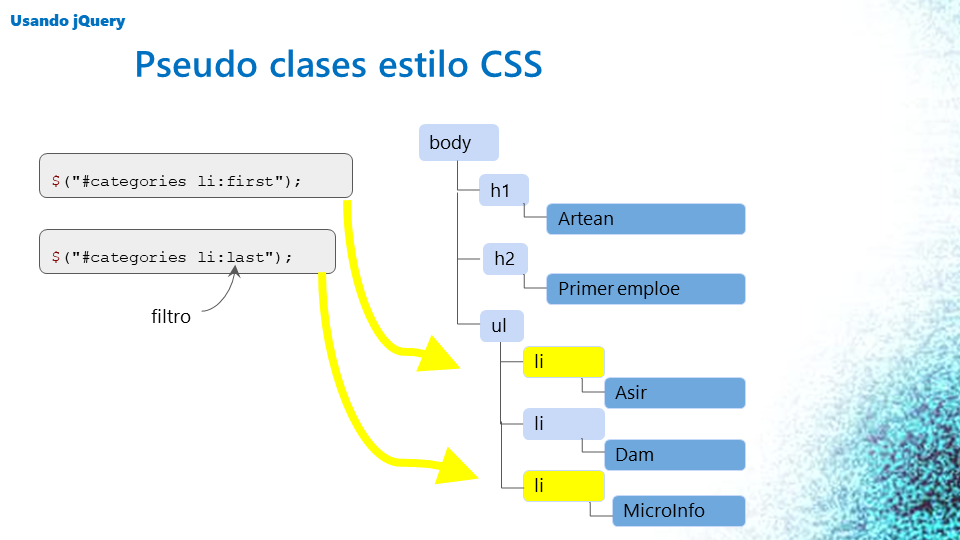 Usando jQuery
Pseudo clases estilo CSS
$("#categories li:first");
$("#categories li:last");
filtro
body
h1
Artean
h2
Primer emploe
ul
li
Asir
li
Dam
li
MicroInfo